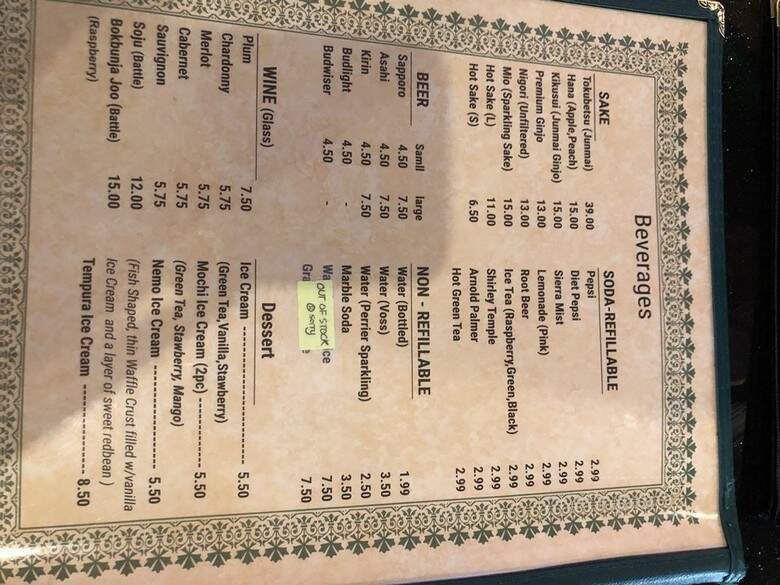 Beverages
SAKE
Tokubetsu (Junmai) 39.00
Hana (Apple,Peach) 15.00
Kikusui (Junmai Ginjo) 15.00
Premium Ginjo 13.00
Nigori (Unfiltered) 13.00
Mio (Sparkling Sake) 15.00
Hot Sake (L) 11.00
Hot Sake (S) 6.50
BEER Samll large
Sapporo 4.50 7.50
Asahi 4.50 7.50
Kirin 4.50 7.50
Budlight 4.50 -
Budwiser 4.50 -
WINE (Glass)
Plum 7.50
Chardonny 5.75
Merlot 5.75
Cabernet 5.75
Sauvignon 5.75
Soju (Battle) 12.00
Bokbunja Joo (Battle) 15.00
(Raspberry)
SODA-REFILLABLE
Pepsi 2.99
Diet Pepsi 2.99
Sierra Mist 2.99
Lemonade (Pink) 2.99
Root Beer 2.99
Ice Tea (Raspberry,Green,Black) 2.99
Shirley Temple 2.99
Arnold Palmer 2.99
Hot Green Tea 2.99
NON - REFILLABLE
Water (Bottled) 1.99
Water (Voss) 3.50
Water (Perrier Sparkling) 2.50
Marble Soda 3.50
7.50
7.50
OUT OF STOCK
sorry
Dessert
Ice Cream ---------------------------- 5.50
(Green Tea,Vanilla,Stawberry)
Mochi Ice Cream (2pc) ------------- 5.50
(Green Tea, Stawberry, Mango)
Nemo Ice Cream --------------------- 5.50
(Fish Shaped, thin Waffle Crust filled w/vanilla
Ice Cream and a layer of sweet redbean )
Tempura Ice Cream ----------------- 8.50